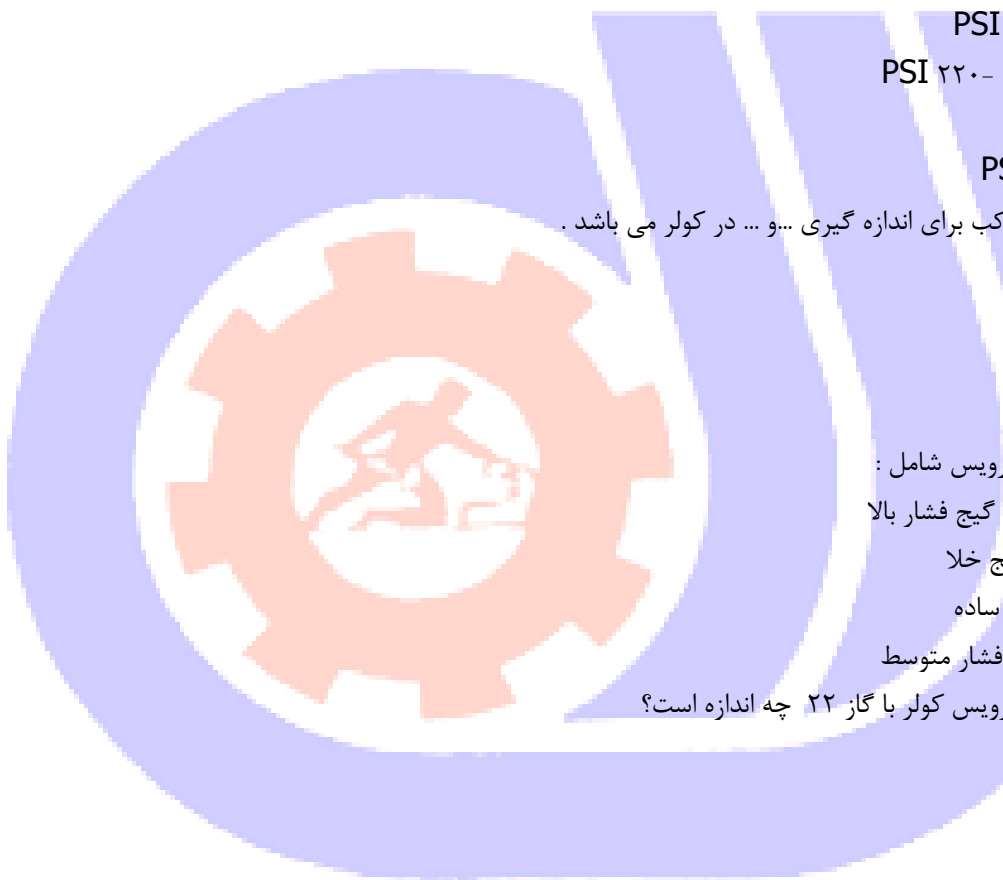 PSI
۲۲۰- PSI
کب برای اندازه گیری ...و ... در کولر می باشد .
رویس شامل :
گیج فشار بالا
ج خلا
ساده
فشار متوسط
رویس کولر با گاز ۲۲ چه اندازه است؟